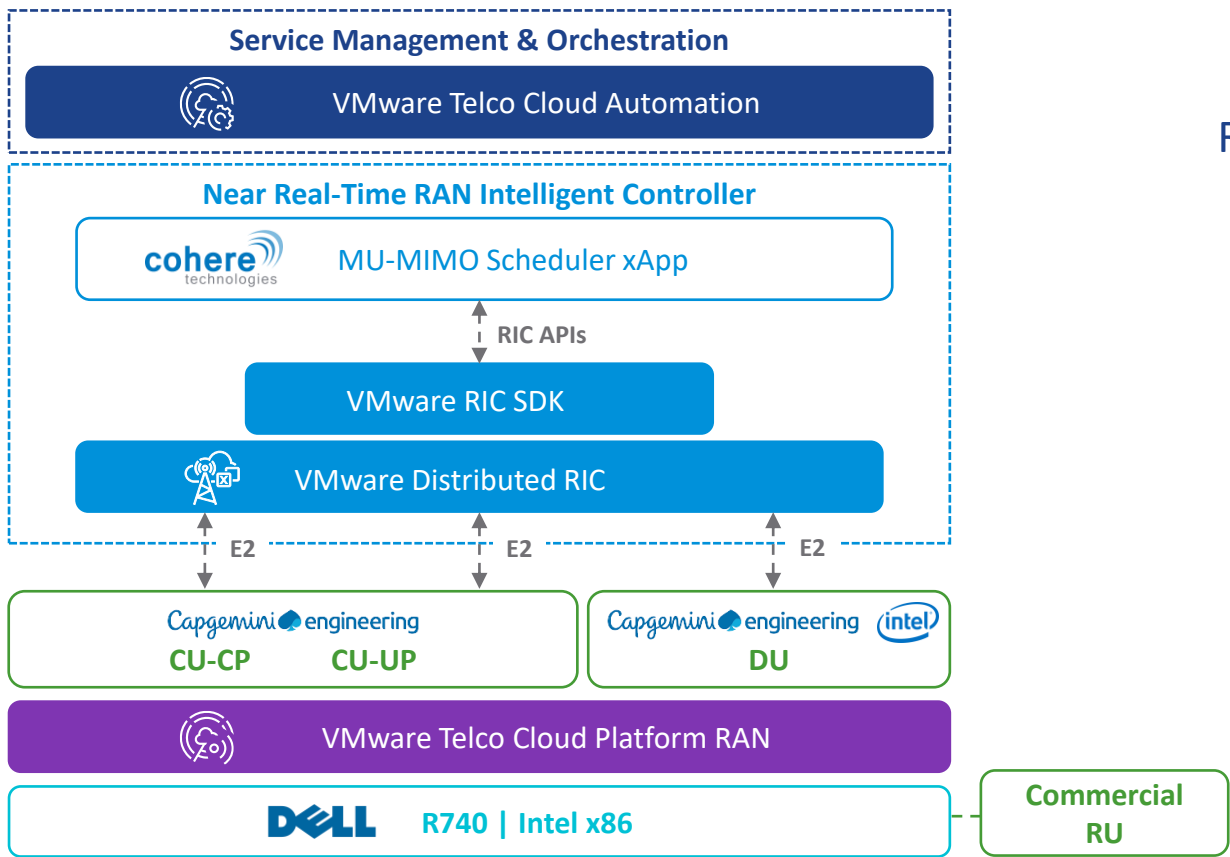 Service Management & Orchestration
VMware Telco Cloud Automation
F
Near Real-Time RAN Intelligent Controller
cohere
technologies
MU-MIMO Scheduler xApp
RIC APIs
VMware RIC SDK
VMware Distributed RIC
E2 E2 E2
Capgemini engineering
CU-CP CU-UP
Capgemini engineering intel
DU
VMware Telco Cloud Platform RAN
DELL R740 | Intel x86
Commercial
RU